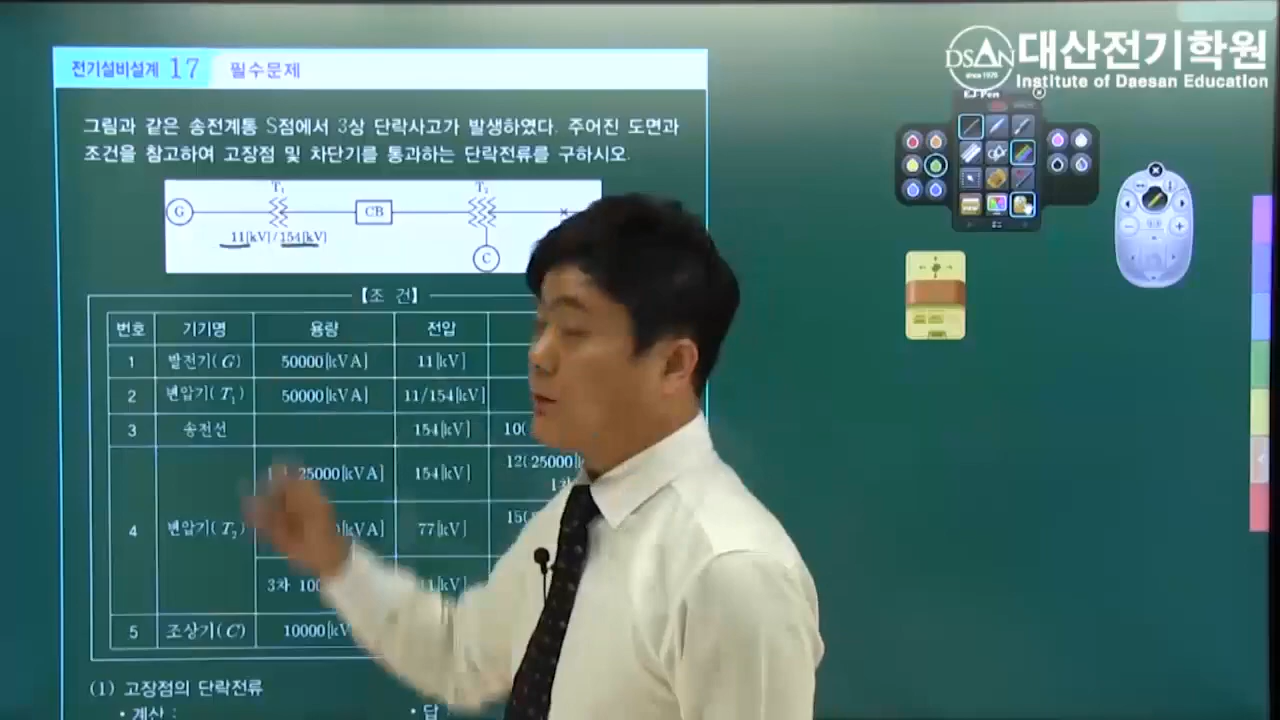 대산전기학원
DSAN
since 1978
Institute of Daesan Education
전기설비설계 17 필수문제
그림과 같은 송전계통 S점에서 3상 단락사고가 발생하였다. 주어진 도면과
조건을 참고하여 고장점 및 차단기를 통과하는 단락전류를 구하시오.
T₁
G
CB
11[kV]/154[kV]
C
【조 건】
번호 기기명 용량 전압
1 발전기(G) 50000[kVA] 11[kV]
2 변압기(T₁) 50000[kVA] 11/154[kV]
3 송전선 154[kV] 10(
25000[kVA] 154[kV] 12(25000[k
4 변압기(T₂) 77[kV]
3차
5 조상기(C)
(1) 고장점의 단락전류
• 계산 :
• 답